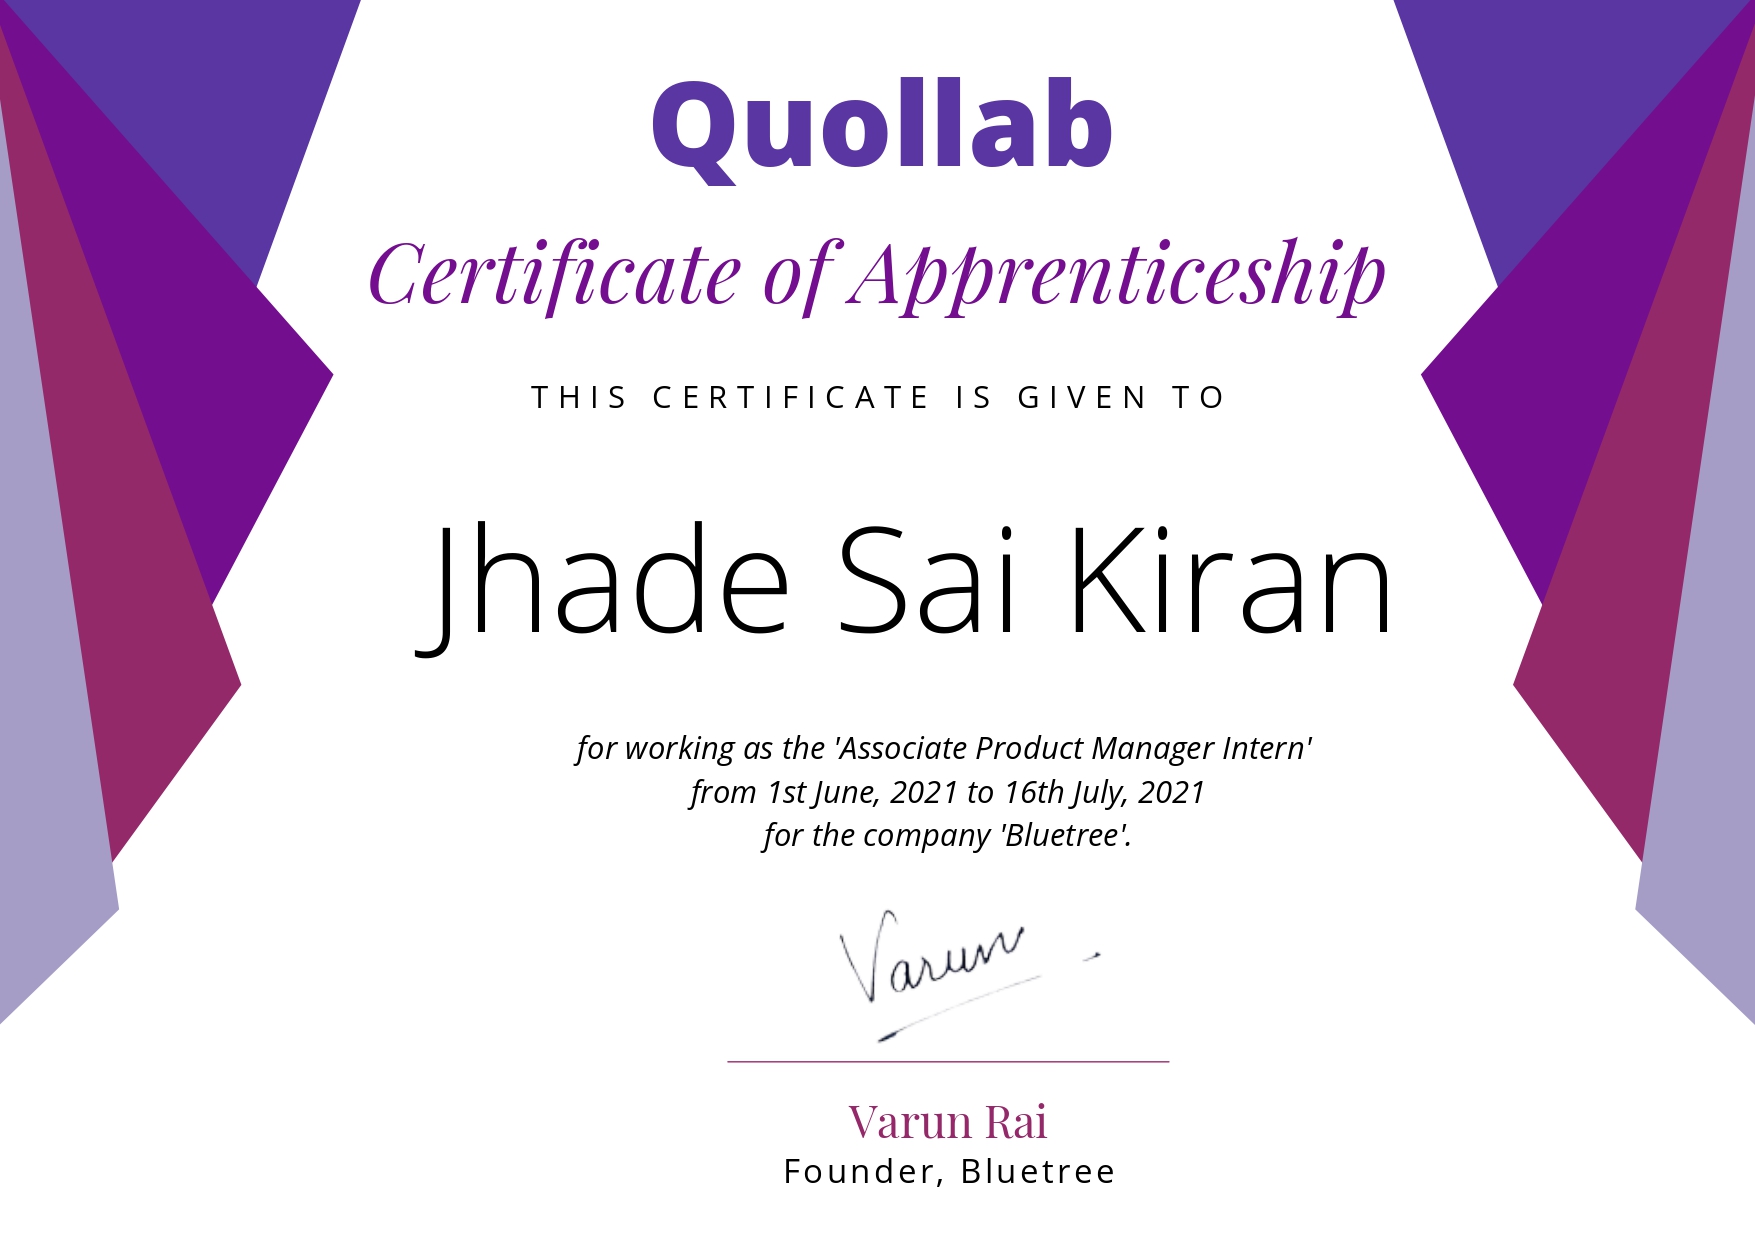 Quollab
Certificate of Apprenticeship
THIS CERTIFICATE IS GIVEN TO
Jhade Sai Kiran
for working as the 'Associate Product Manager Intern'
from 1st June, 2021 to 16th July, 2021
for the company 'Bluetree'.
Varun
Varun Rai
Founder, Bluetree